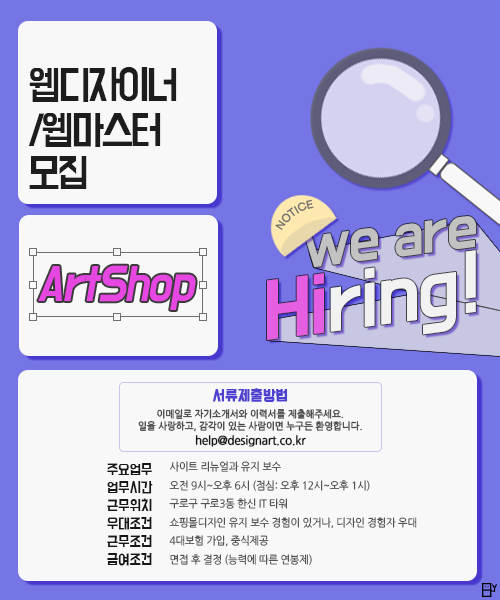 웹디자이너
/웹마스터
모집
NOTICE
we are
Hiring!
ArtShop
서류제출방법
이메일로 자기소개서와 이력서를 제출해주세요.
일을 사랑하고, 감각이 있는 사람이면 누구든 환영합니다.
help@designart.co.kr
주요업무 사이트 리뉴얼과 유지 보수
업무시간 오전 9시~오후 6시 (점심: 오후 12시~오후 1시)
근무위치 구로구 구로3동 한신 IT 타워
우대조건 쇼핑몰디자인 유지 보수 경험이 있거나, 디자인 경험자 우대
근무조건 4대보험 가입, 중식제공
급여조건 면접 후 결정 (능력에 따른 연봉제)